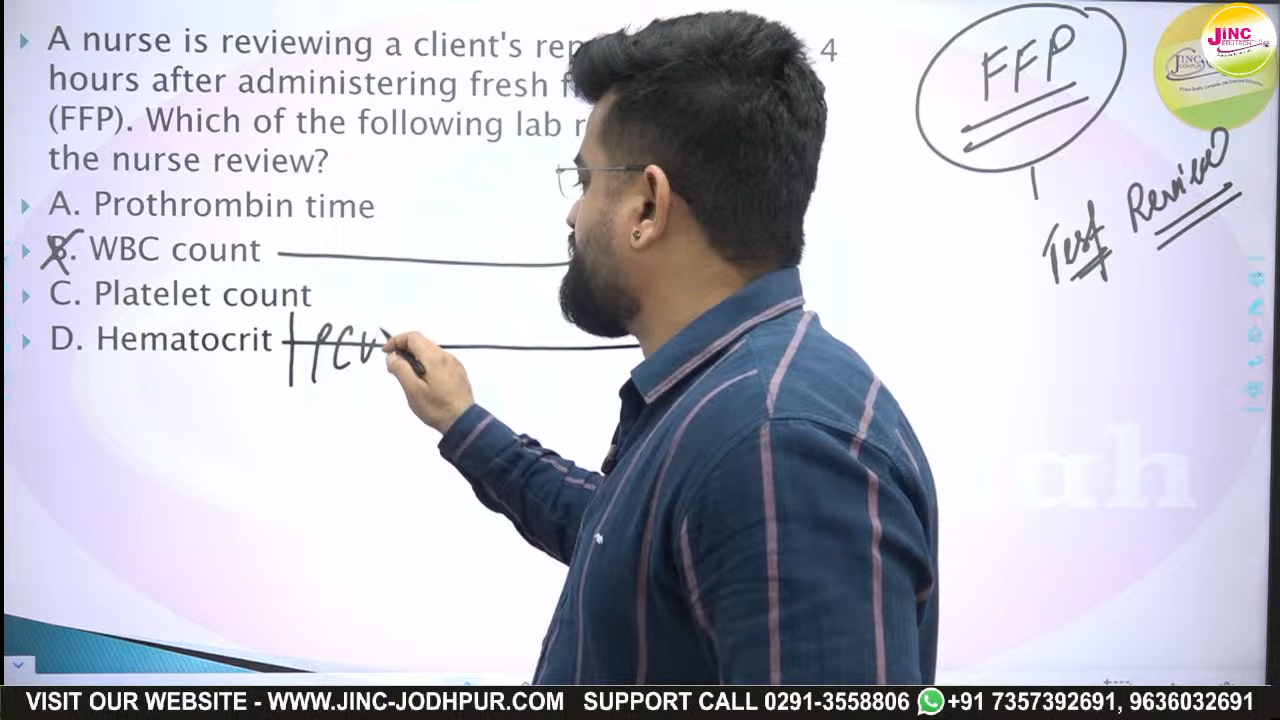 A nurse is reviewing a client's 4
hours after administering fresh
(FFP). Which of the following lab
the nurse review?
A. Prothrombin time
B. WBC count
C. Platelet count
D. Hematocrit PCV
FFP
Test Review
JINC
VISIT OUR WEBSITE - WWW.JINC-JODHPUR.COM SUPPORT CALL 0291-3558806 +91 7357392691, 9636032691